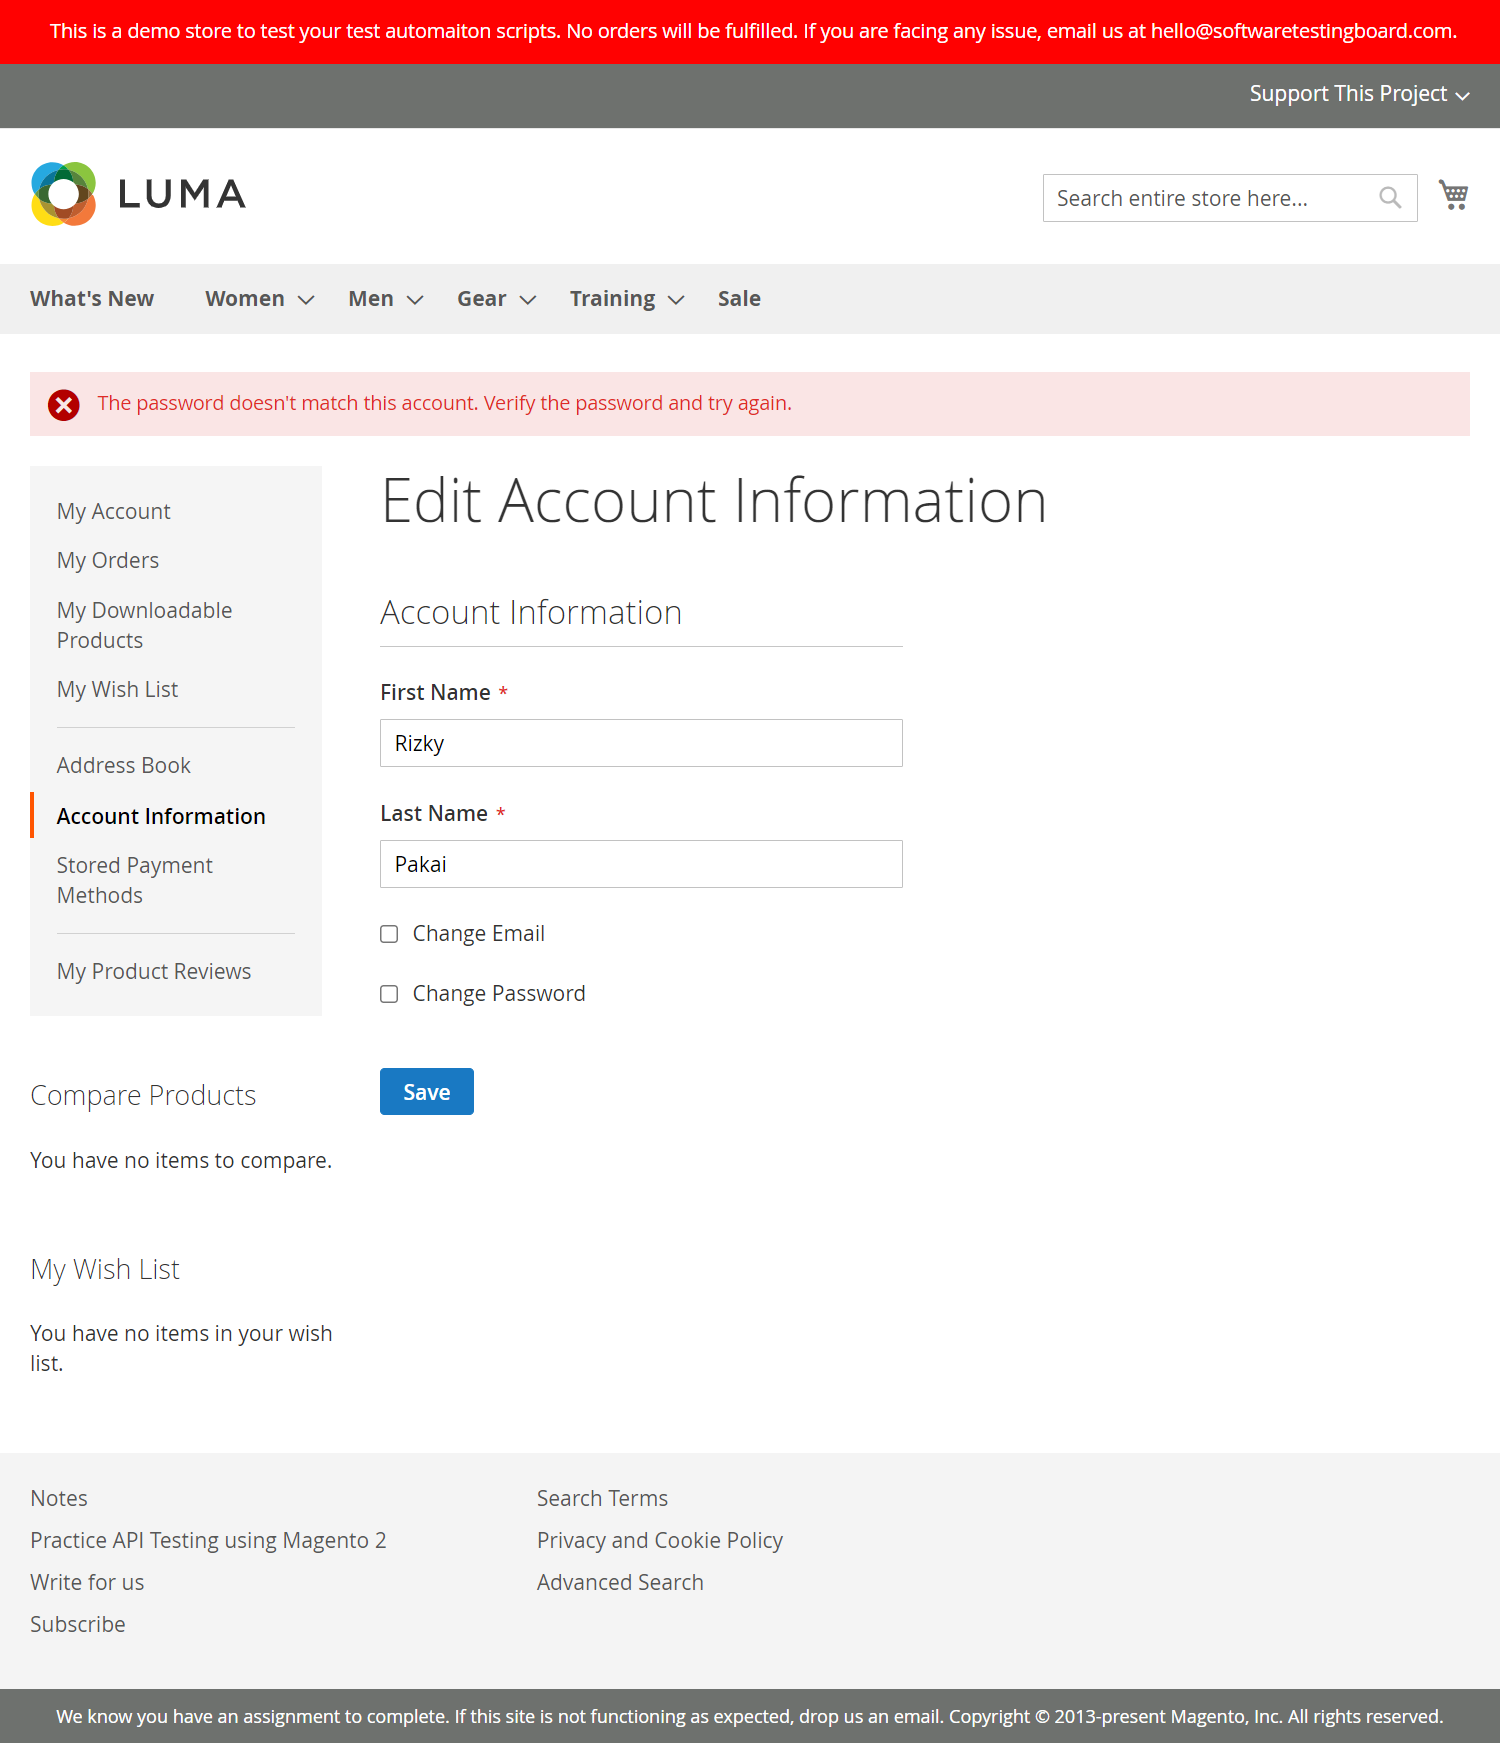 This is a demo store to test your test automaiton scripts. No orders will be fulfilled. If you are facing any issue, email us at hello@softwaretestingboard.com.
Support This Project
LUMA
Search entire store here...
What's New Women Men Gear Training Sale
The password doesn't match this account. Verify the password and try again.
My Account
My Orders
My Downloadable
Products
My Wish List
Address Book
Account Information
Stored Payment
Methods
My Product Reviews
Edit Account Information
Account Information
First Name *
Rizky
Last Name *
Pakai
Change Email
Change Password
Save
Compare Products
You have no items to compare.
My Wish List
You have no items in your wish
list.
Notes
Practice API Testing using Magento 2
Write for us
Subscribe
Search Terms
Privacy and Cookie Policy
Advanced Search
We know you have an assignment to complete. If this site is not functioning as expected, drop us an email. Copyright © 2013-present Magento, Inc. All rights reserved.